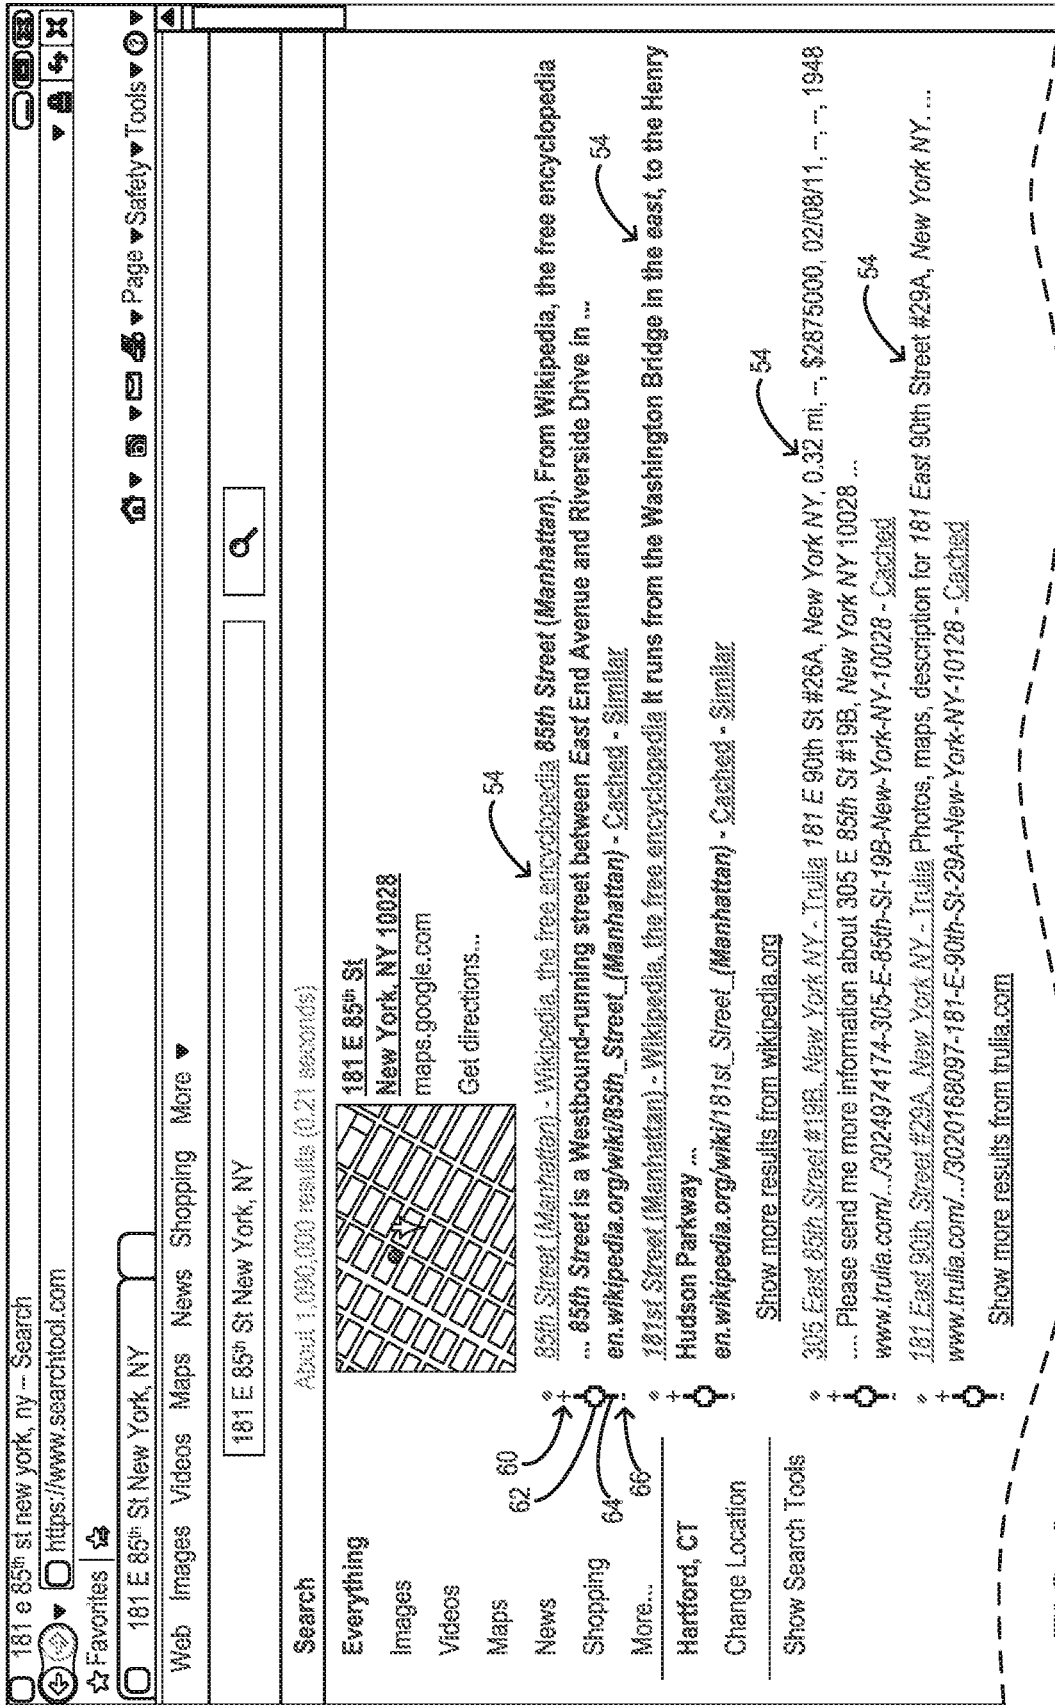 181 e 85th st new york, ny – Search
https://www.searchtool.com
Favorites
Page Safety Tools
181 E 85th St New York, NY
Web Images Videos Maps News Shopping More
181 E 85th St New York, NY
Search
About 1,090,000 results (0.21 seconds)
Everything
Images
Videos
Maps
News
Shopping
More...
Hartford, CT
Change Location
Show Search Tools
181 E 85th St
New York, NY 10028
maps.google.com
Get directions...
54
85th Street (Manhattan) - Wikipedia, the free encyclopedia 85th Street (Manhattan). From Wikipedia, the free encyclopedia
... 85th Street is a Westbound-running street between East End Avenue and Riverside Drive in ...
en.wikipedia.org/wiki/85th_Street_(Manhattan) - Cached - Similar
54
181st Street (Manhattan) - Wikipedia, the free encyclopedia It runs from the Washington Bridge in the east, to the Henry
Hudson Parkway ...
en.wikipedia.org/wiki/181st_Street_(Manhattan) - Cached - Similar
Show more results from wikipedia.org
54
305 East 85th Street #19B, New York NY - Trulia 181 E 90th St #26A, New York NY, 0.32 mi, --, $2875000, 02/08/11, --, --, 1948
.... Please send me more information about 305 E 85th St #19B, New York NY 10028 ...
www.trulia.com/.../3024974174-305-E-85th-St-19B-New-York-NY-10028 - Cached
54
181 East 90th Street #29A, New York NY - Trulia Photos, maps, description for 181 East 90th Street #29A, New York NY. ...
www.trulia.com/.../3020168097-181-E-90th-St-29A-New-York-NY-10128 - Cached
Show more results from trulia.com
60
62
64
66